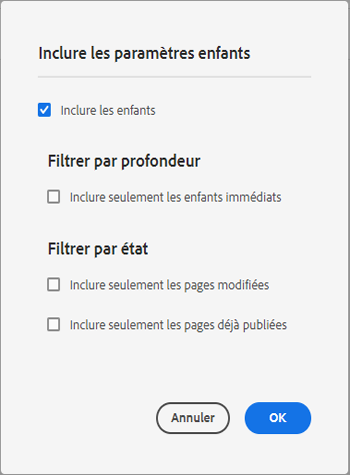 Inclure les paramètres enfants
Inclure les enfants
Filtrer par profondeur
Inclure seulement les enfants immédiats
Filtrer par état
Inclure seulement les pages modifiées
Inclure seulement les pages déjà publiées
Annuler OK